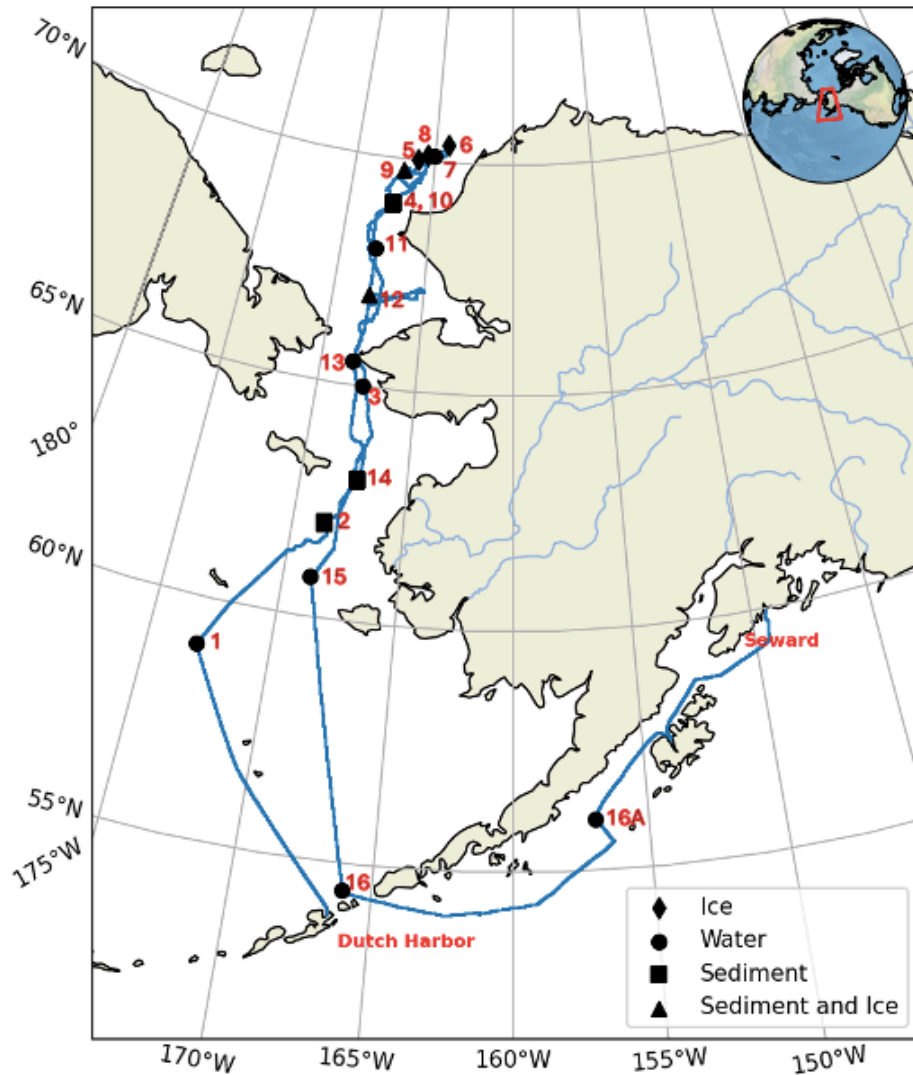 70°N
8
5
6
9
7
4, 10
11
65°N
12
13
3
180°
14
2
60°N
15
1
Seward
55°N
16A
175°W
16
Ice
Dutch Harbor
Water
Sediment
Sediment and Ice
170°W
165°W
160°W
155°W
150°W